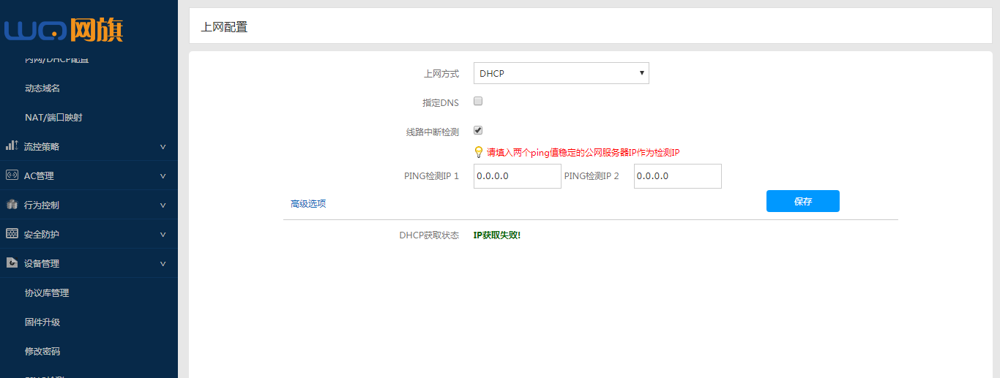 WQ网旗
内网/DHCP配置
动态域名
NAT/端口映射
流控策略
AC管理
行为控制
安全防护
设备管理
协议库管理
固件升级
修改密码
上网配置
上网方式 DHCP
指定DNS
线路中断检测
请填入两个ping值稳定的公网服务器IP作为检测IP
PING检测IP 1 0.0.0.0 PING检测IP 2 0.0.0.0
高级选项 保存
DHCP获取状态 IP获取失败!